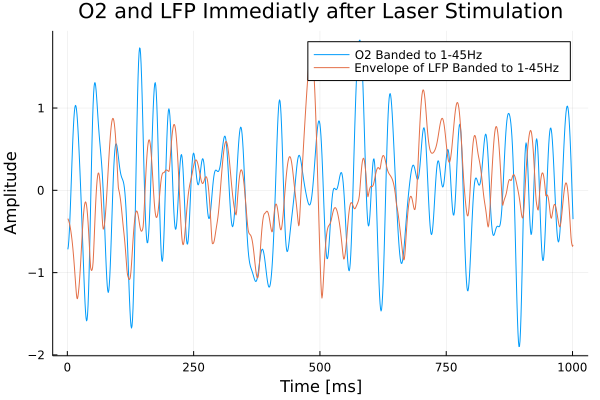 O2 and LFP Immediatly after Laser Stimulation
O2 Banded to 1-45Hz
Envelope of LFP Banded to 1-45Hz
Amplitude
1
0
−1
−2
0
250
500
750
1000
Time [ms]